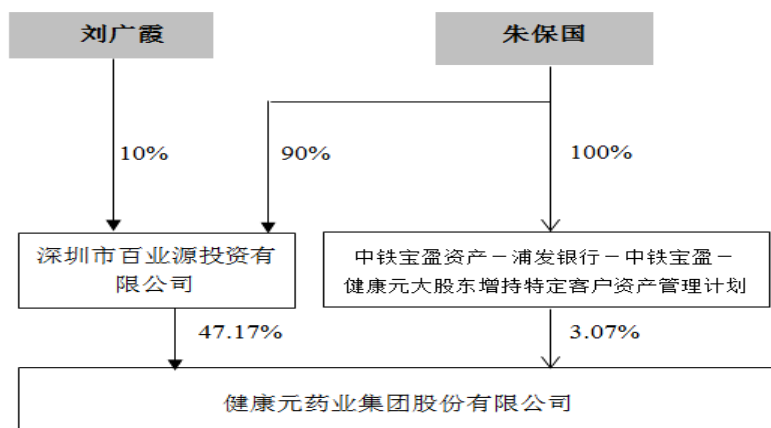 刘广霞
朱保国
10%
90%
100%
深圳市百业源投资有
限公司
中铁宝盈资产－浦发银行－中铁宝盈－
健康元大股东增持特定客户资产管理计划
47.17%
3.07%
健康元药业集团股份有限公司